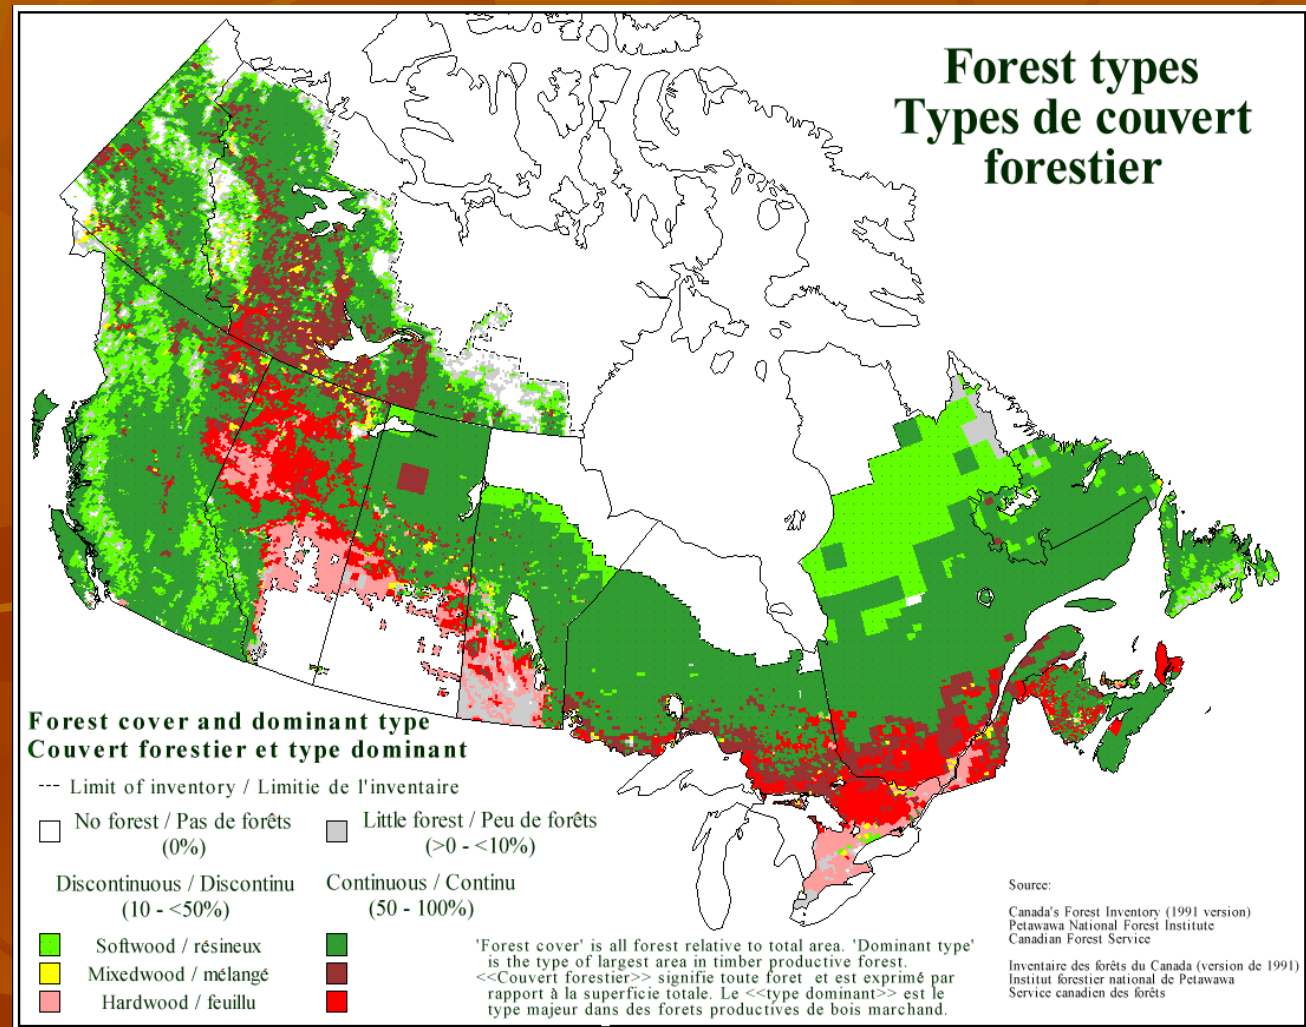 Forest types
Types de couvert
forestier
Forest cover and dominant type
Couvert forestier et type dominant
--- Limit of inventory / Limitie de l'inventaire
No forest / Pas de forêts
(0%)
Little forest / Peu de forêts
(>0 - <10%)
Discontinuous / Discontinu
(10 - <50%)
Continuous / Continu
(50 - 100%)
Softwood / résineux
Mixedwood / mélangé
Hardwood / feuillu
'Forest cover' is all forest relative to total area. 'Dominant type'
is the type of largest area in timber productive forest.
<<Couvert forestier>> signifie toute foret et est exprimé par
rapport à la superficie totale. Le <<type dominant>> est le
type majeur dans des forets productives de bois marchand.
Source:
Canada's Forest Inventory (1991 version)
Petawawa National Forest Institute
Canadian Forest Service
Inventaire des forêts du Canada (version de 1991)
Institut forestier national de Petawawa
Service canadien des forêts